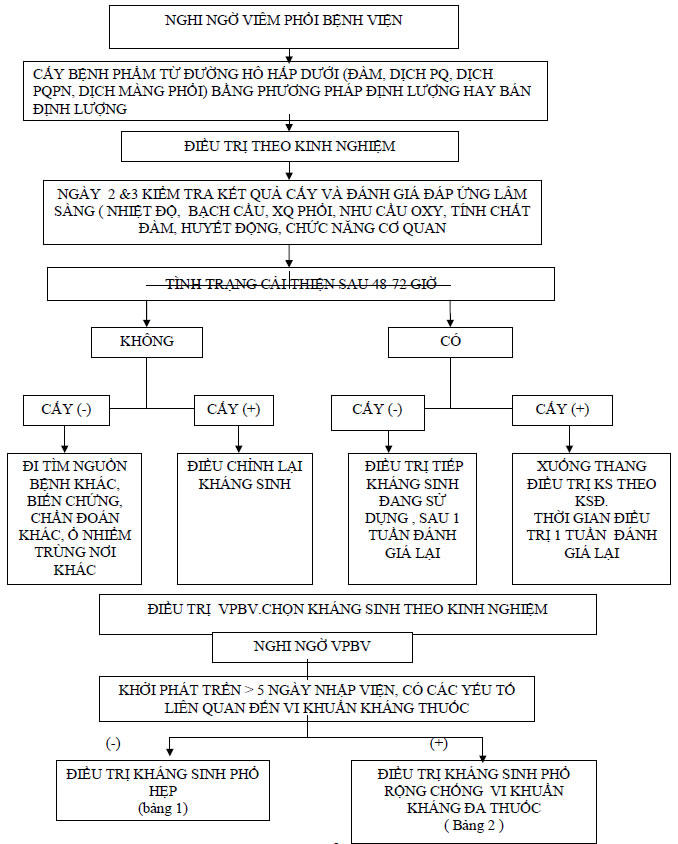 NGHI NGỜ VIÊM PHỔI BỆNH VIỆN
CẤY BỆNH PHẨM TỪ ĐƯỜNG HÔ HẤP DƯỚI (ĐÀM, DỊCH PQ, DỊCH
PQPN, DỊCH MÀNG PHỔI) BẰNG PHƯƠNG PHÁP ĐỊNH LƯỢNG HAY BÁN
ĐỊNH LƯỢNG
ĐIỀU TRỊ THEO KINH NGHIỆM
NGÀY 2 &3 KIỂM TRA KẾT QUẢ CẤY VÀ ĐÁNH GIÁ ĐÁP ỨNG LÂM
SÀNG ( NHIỆT ĐỘ, BẠCH CẦU, XQ PHỔI, NHU CẦU OXY, TÍNH CHẤT
ĐÀM, HUYẾT ĐỘNG, CHỨC NĂNG CƠ QUAN
TÌNH TRẠNG CẢI THIỆN SAU 48-72 GIỜ
KHÔNG
CÓ
CẤY (-)
CẤY (+)
CẤY (-)
CẤY (+)
ĐI TÌM NGUỒN
BỆNH KHÁC,
BIẾN CHỨNG,
CHẨN ĐOÁN
KHÁC, Ổ NHIỄM
TRÙNG NƠI
KHÁC
ĐIỀU CHỈNH LẠI
KHÁNG SINH
ĐIỀU TRỊ TIẾP
KHÁNG SINH
ĐANG SỬ
DỤNG , SAU 1
TUẦN ĐÁNH
GIÁ LẠI
XUỐNG THANG
ĐIỀU TRỊ KS THEO
KSĐ.
THỜI GIAN ĐIỀU
TRỊ 1 TUẦN ĐÁNH
GIÁ LẠI
ĐIỀU TRỊ VPBV.CHỌN KHÁNG SINH THEO KINH NGHIỆM
NGHI NGỜ VPBV
KHỞI PHÁT TRÊN > 5 NGÀY NHẬP VIỆN, CÓ CÁC YẾU TỐ
LIÊN QUAN ĐẾN VI KHUẨN KHÁNG THUỐC
(-)
(+)
ĐIỀU TRỊ KHÁNG SINH PHỔ
HẸP
(bảng 1)
ĐIỀU TRỊ KHÁNG SINH PHỔ
RỘNG CHỐNG VI KHUẨN
KHÁNG ĐA THUỐC
( Bảng 2 )